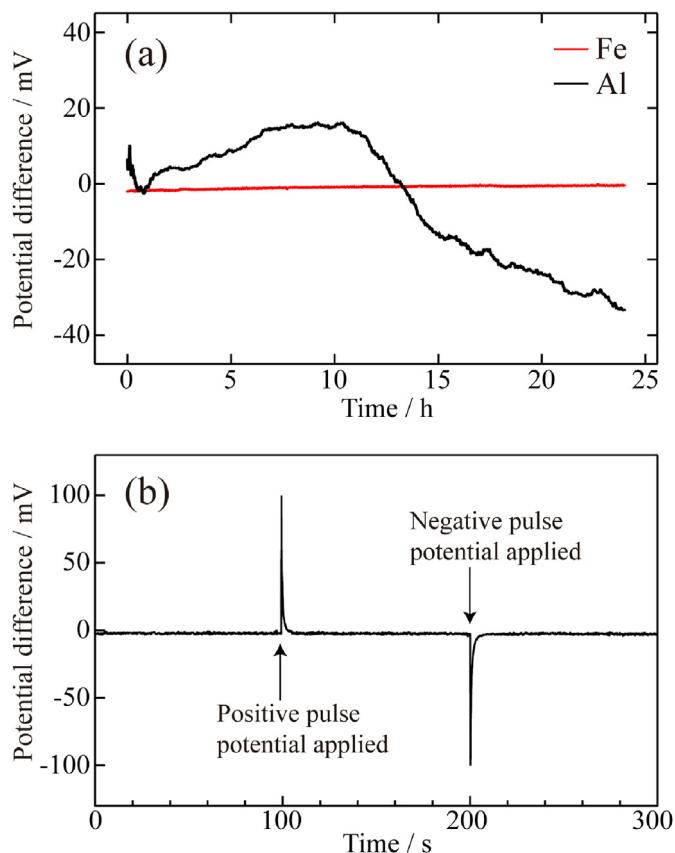 (a)
Fe
Al
40
20
0
-20
-40
Potential difference / mV
0 5 10 15 20 25
Time / h
(b)
100
50
0
-50
-100
Potential difference / mV
Negative pulse
potential applied
Positive pulse
potential applied
0 100 200 300
Time / s